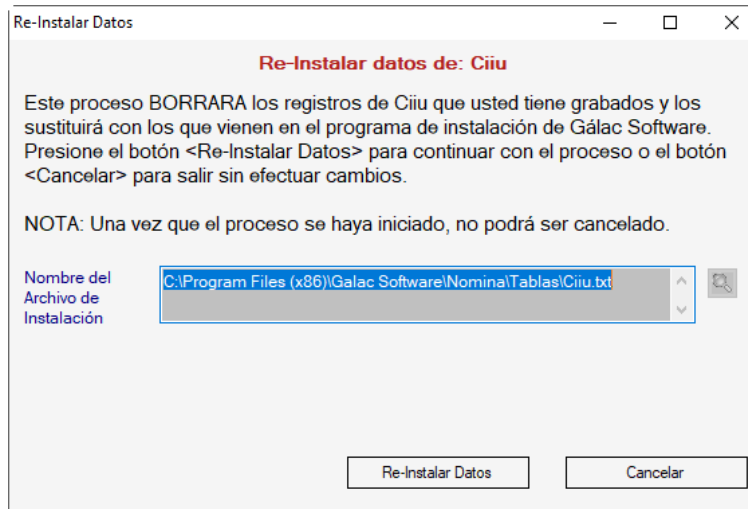 Re-Instalar Datos
Re-Instalar datos de: Ciiu
Este proceso BORRARA los registros de Ciiu que usted tiene grabados y los
sustituirá con los que vienen en el programa de instalación de Gálac Software.
Presione el botón <Re-Instalar Datos> para continuar con el proceso o el botón
<Cancelar> para salir sin efectuar cambios.
NOTA: Una vez que el proceso se haya iniciado, no podrá ser cancelado.
Nombre del
Archivo de
Instalación
C:\Program Files (x86)\Galac Software\Nomina\Tablas\Ciiu.txt
Re-Instalar Datos
Cancelar